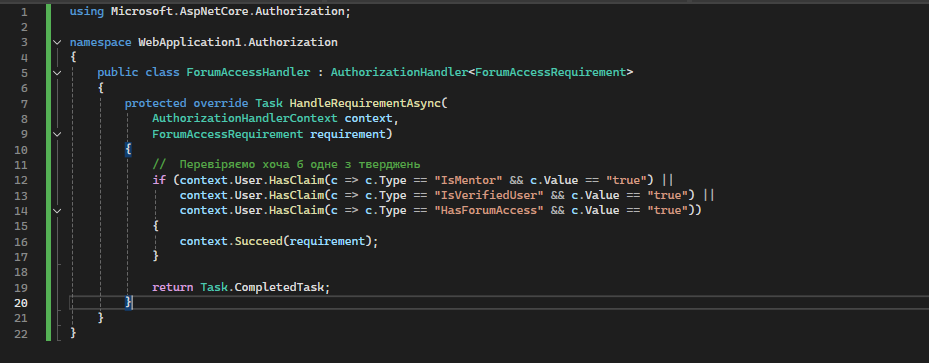 1 using Microsoft.AspNetCore.Authorization;
2
3 namespace WebApplication1.Authorization
4 {
5 public class ForumAccessHandler : AuthorizationHandler<ForumAccessRequirement>
6 {
7 protected override Task HandleRequirementAsync(
8 AuthorizationHandlerContext context,
9 ForumAccessRequirement requirement)
10 {
11 // Перевіряємо хоча б одне з тверджень
12 if (context.User.HasClaim(c => c.Type == "IsMentor" && c.Value == "true") ||
13 context.User.HasClaim(c => c.Type == "IsVerifiedUser" && c.Value == "true") ||
14 context.User.HasClaim(c => c.Type == "HasForumAccess" && c.Value == "true"))
15 {
16 context.Succeed(requirement);
17 }
18
19 return Task.CompletedTask;
20 }
21 }
22 }